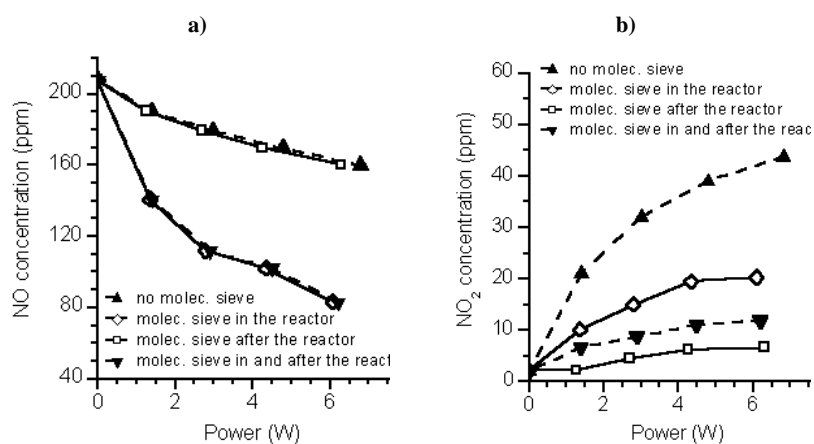 a)
NO concentration (ppm)
200
160
120
80
40
no molec. sieve
molec. sieve in the reactor
molec. sieve after the reactor
molec. sieve in and after the react
0
2
4
6
Power (W)
b)
NO2 concentration (ppm)
60
50
40
30
20
10
0
no molec. sieve
molec. sieve in the reactor
molec. sieve after the reactor
molec. sieve in and after the reac
0
2
4
6
Power (W)